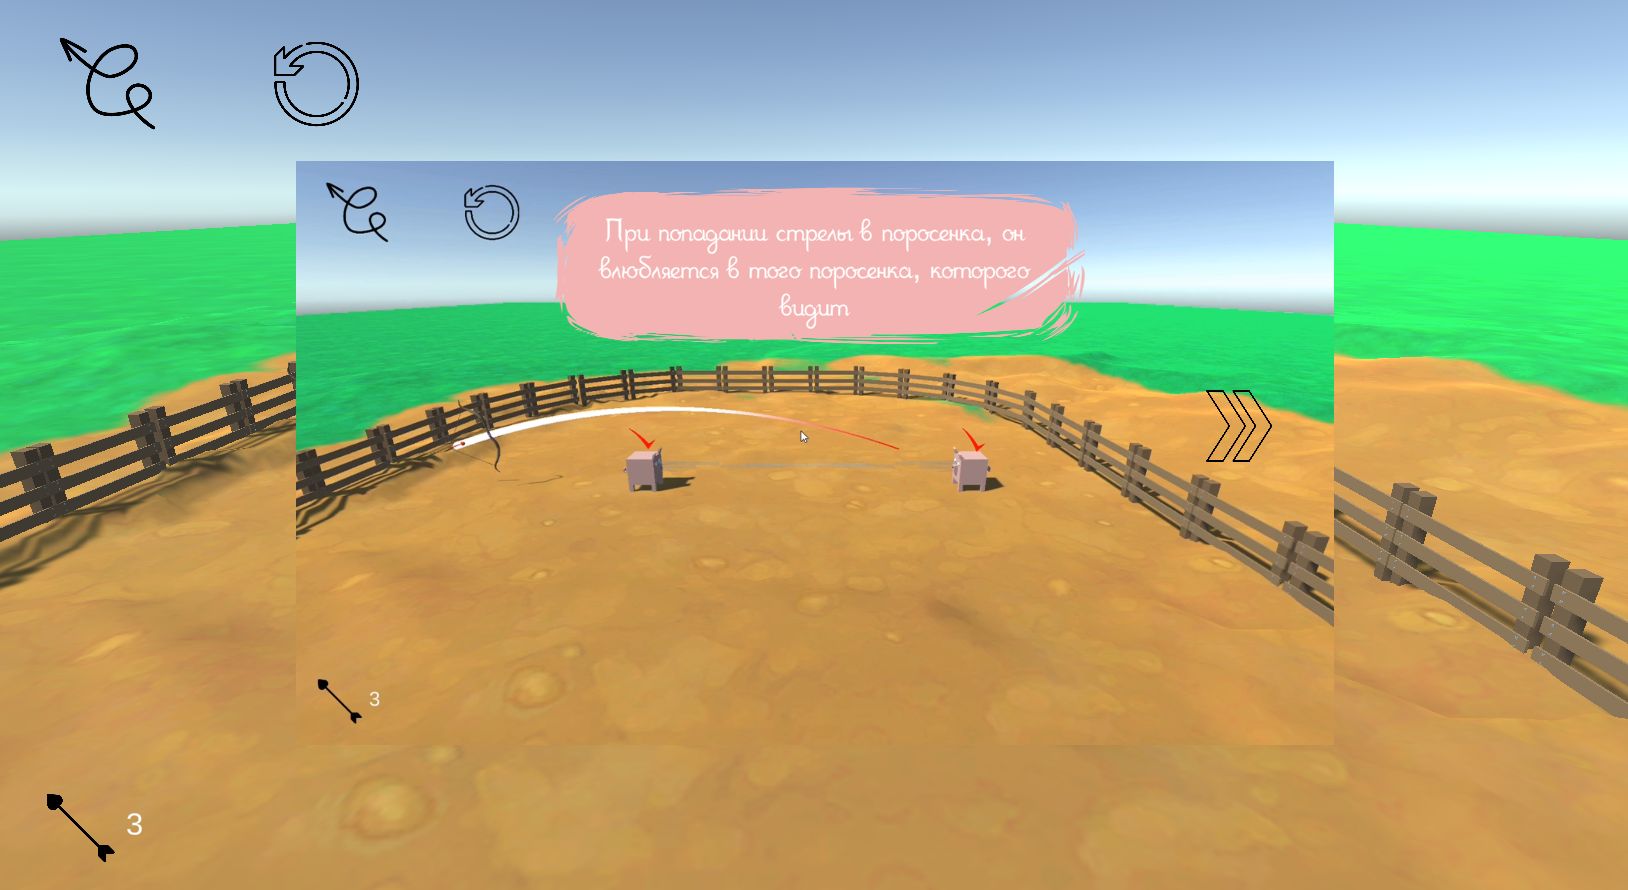 При попадании стрелы в поросенка, он
влюбляется в того поросенка, которого
видит
3
3